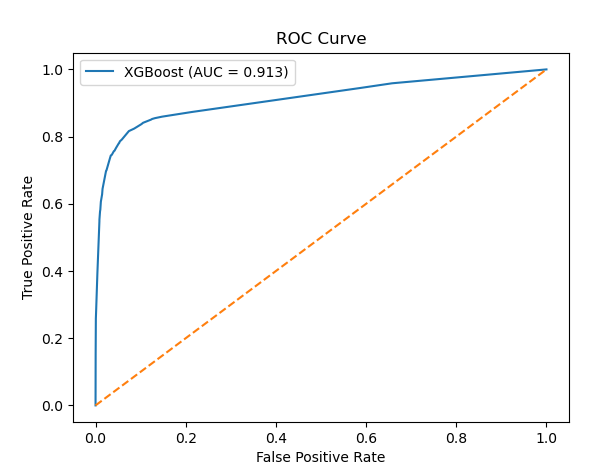 ROC Curve
XGBoost (AUC = 0.913)
True Positive Rate
1.0
0.8
0.6
0.4
0.2
0.0
0.0 0.2 0.4 0.6 0.8 1.0
False Positive Rate